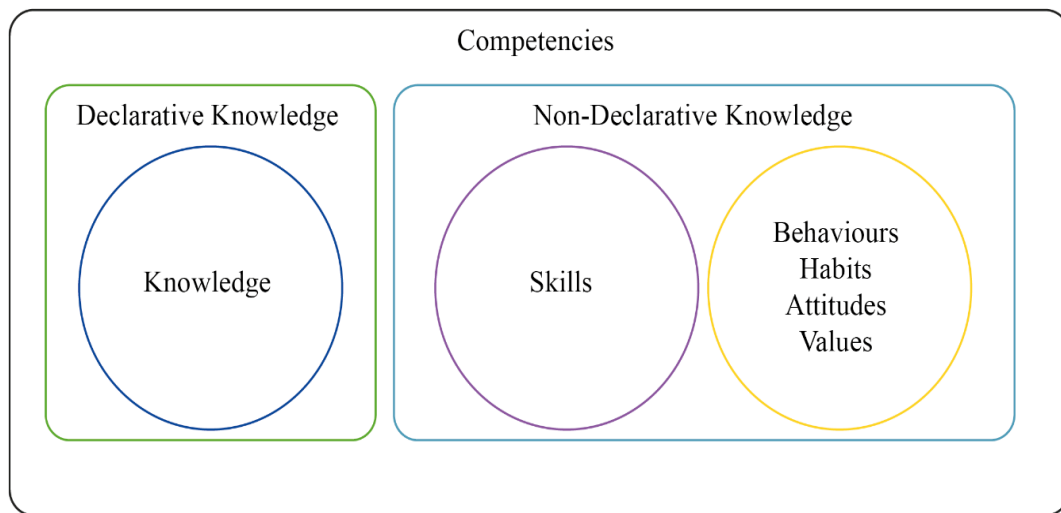 Competencies
Declarative Knowledge
Non-Declarative Knowledge
Knowledge
Skills
Behaviours
Habits
Attitudes
Values